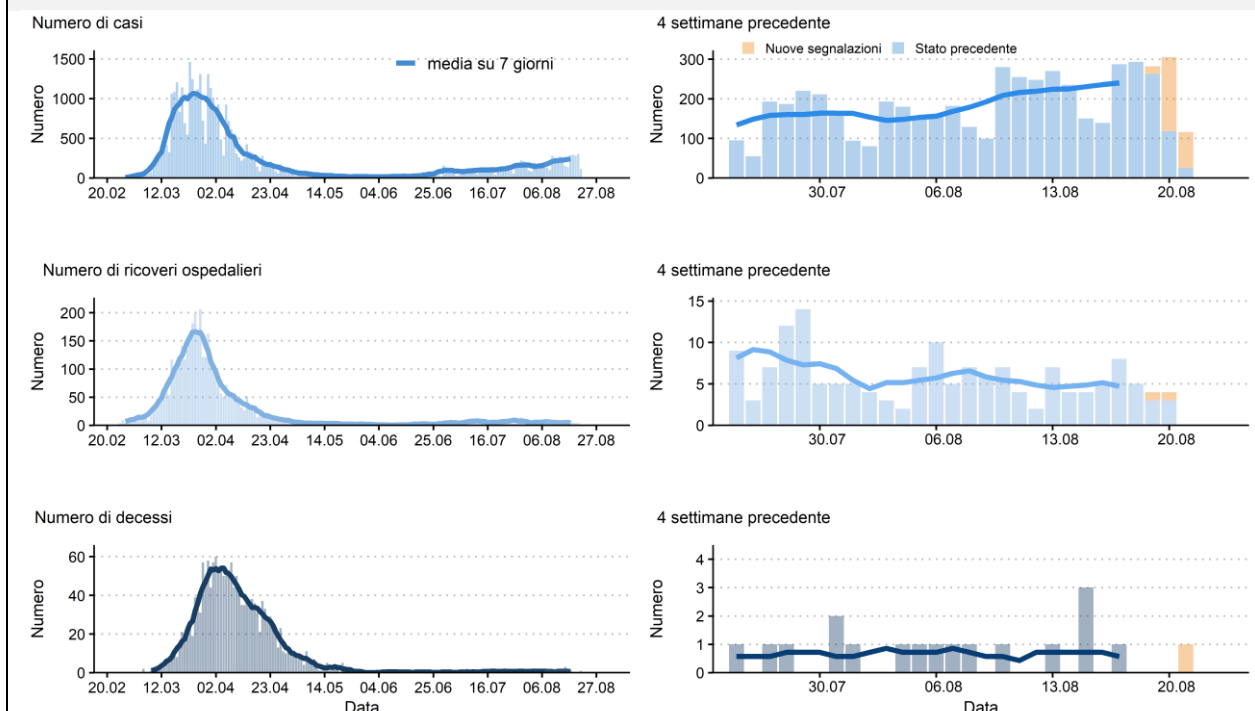 Numero di casi
Numero
1500
1000
500
0
media su 7 giorni
20.02 12.03 02.04 23.04 14.05 04.06 25.06 16.07 06.08 27.08
4 settimane precedente
Nuove segnalazioni Stato precedente
Numero
300
200
100
0
30.07 06.08 13.08 20.08
Numero di ricoveri ospedalieri
Numero
200
150
100
50
0
20.02 12.03 02.04 23.04 14.05 04.06 25.06 16.07 06.08 27.08
4 settimane precedente
Numero
15
10
5
0
30.07 06.08 13.08 20.08
Numero di decessi
Numero
60
40
20
0
20.02 12.03 02.04 23.04 14.05 04.06 25.06 16.07 06.08 27.08
Data
4 settimane precedente
Numero
4
3
2
1
0
30.07 06.08 13.08 20.08
Data